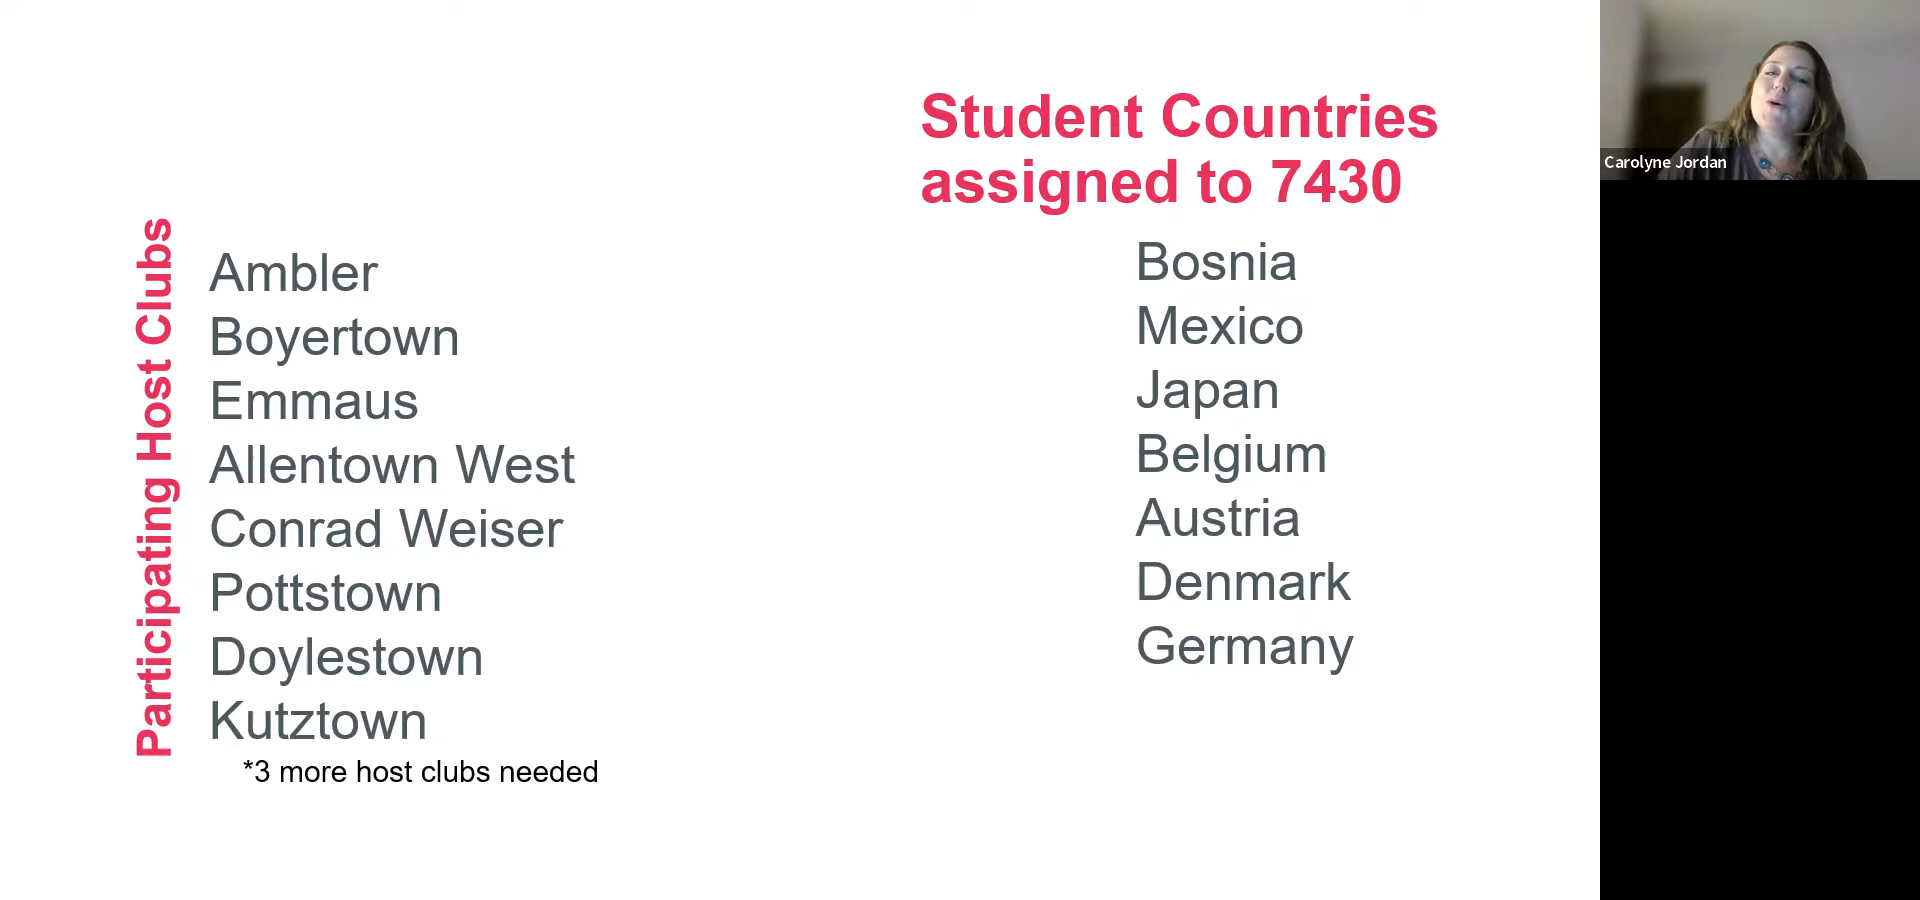 Participating Host Clubs
Ambler
Boyertown
Emmaus
Allentown West
Conrad Weiser
Pottstown
Doylestown
Kutztown
*3 more host clubs needed
Student Countries
assigned to 7430
Bosnia
Mexico
Japan
Belgium
Austria
Denmark
Germany
Carolyne Jordan